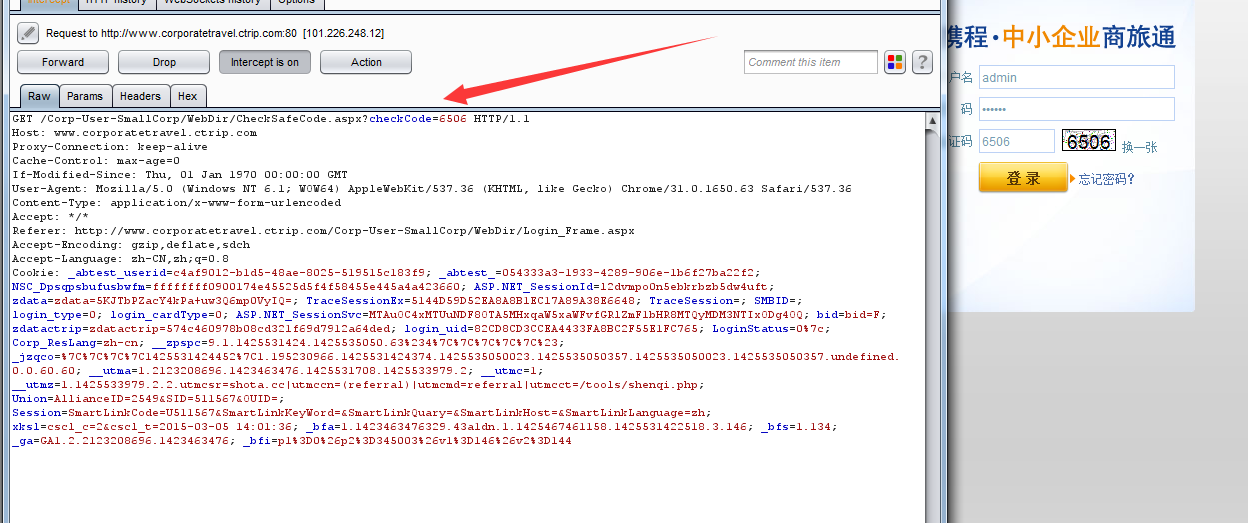 Intercept HTTP history WebSockets history Options
Request to http://www.corporatetravel.ctrip.com:80 [101.226.248.12]
Forward Drop Intercept is on Action Comment this item ?
Raw Params Headers Hex
GET /Corp-User-SmallCorp/WebDir/CheckSafeCode.aspx?checkCode=6506 HTTP/1.1
Host: www.corporatetravel.ctrip.com
Proxy-Connection: keep-alive
Cache-Control: max-age=0
If-Modified-Since: Thu, 01 Jan 1970 00:00:00 GMT
User-Agent: Mozilla/5.0 (Windows NT 6.1; WOW64) AppleWebKit/537.36 (KHTML, like Gecko) Chrome/31.0.1650.63 Safari/537.36
Content-Type: application/x-www-form-urlencoded
Accept: */*
Referer: http://www.corporatetravel.ctrip.com/Corp-User-SmallCorp/WebDir/Login_Frame.aspx
Accept-Encoding: gzip,deflate,sdch
Accept-Language: zh-CN,zh;q=0.8
Cookie: _abtest_userid=c4af9012-b1d5-48ae-8025-519515c183f9; _abtest_=054333a3-1933-4289-906e-1b6f27ba22f2;
NSC_Dpsqpsbufusbwfm=ffffffff0900174e45525d5f4f58455e445a4a423660; ASP.NET_SessionId=12dvmpo0n5ebkrbzb5dw4uft;
zdata=zdata=5KJTbPZacY4kPa+uw3Q6mp0VyIQ=; TraceSessionEx=5144D59D52EA8A8B1EC17A89A38E6648; TraceSession=; SMBID=;
login_type=0; login_cardType=0; ASP.NET_SessionSvc=MTAuOC4xMTUuNDF8OTA5MHxqaW5xaWFvfGRlZmF1bHR8MTQyMDM3NTIxODg4OQ; bid=bid=F;
zdatactrip=zdatactrip=574c460978b08cd321f69d7912a64ded; login_uid=82CD8CD3CCEA4433FA8BC2F55E1FC765; LoginStatus=0%7c;
Corp_ResLang=zh-cn; __zpspc=9.1.1425531424.1425535050.63%234%7C%7C%7C%7C%7C%23;
_jzqco=%7C%7C%7C%7C1425531424452%7C1.195230966.1425531424374.1425535050023.1425535050357.1425535050023.1425535050357.undefined.
0.0.60.60; __utma=1.2123208696.1423463476.1425531708.1425533979.2; __utmc=1;
__utmz=1.1425533979.2.2.utmcsr=shota.cc|utmccn=(referral)|utmcmd=referral|utmcct=/tools/shenqi.php;
Union=AllianceID=2549&SID=511567&OUID=;
Session=SmartLinkCode=U511567&SmartLinkKeyWord=&SmartLinkQuary=&SmartLinkHost=&SmartLinkLanguage=zh;
xksl=cscl_c=2&cscl_t=2015-03-05 14:01:36; _bfa=1.1423463476329.43aldn.1.1425467461158.1425531422518.3.146; _bfs=1.134;
_ga=GA1.2.2123208696.1423463476; _bfi=p1%3D0%26p2%3D345003%26v1%3D146%26v2%3D144
携程·中小企业商旅通
户名 admin
码 ••••••
证码 6506 6506 换一张
登录 忘记密码?